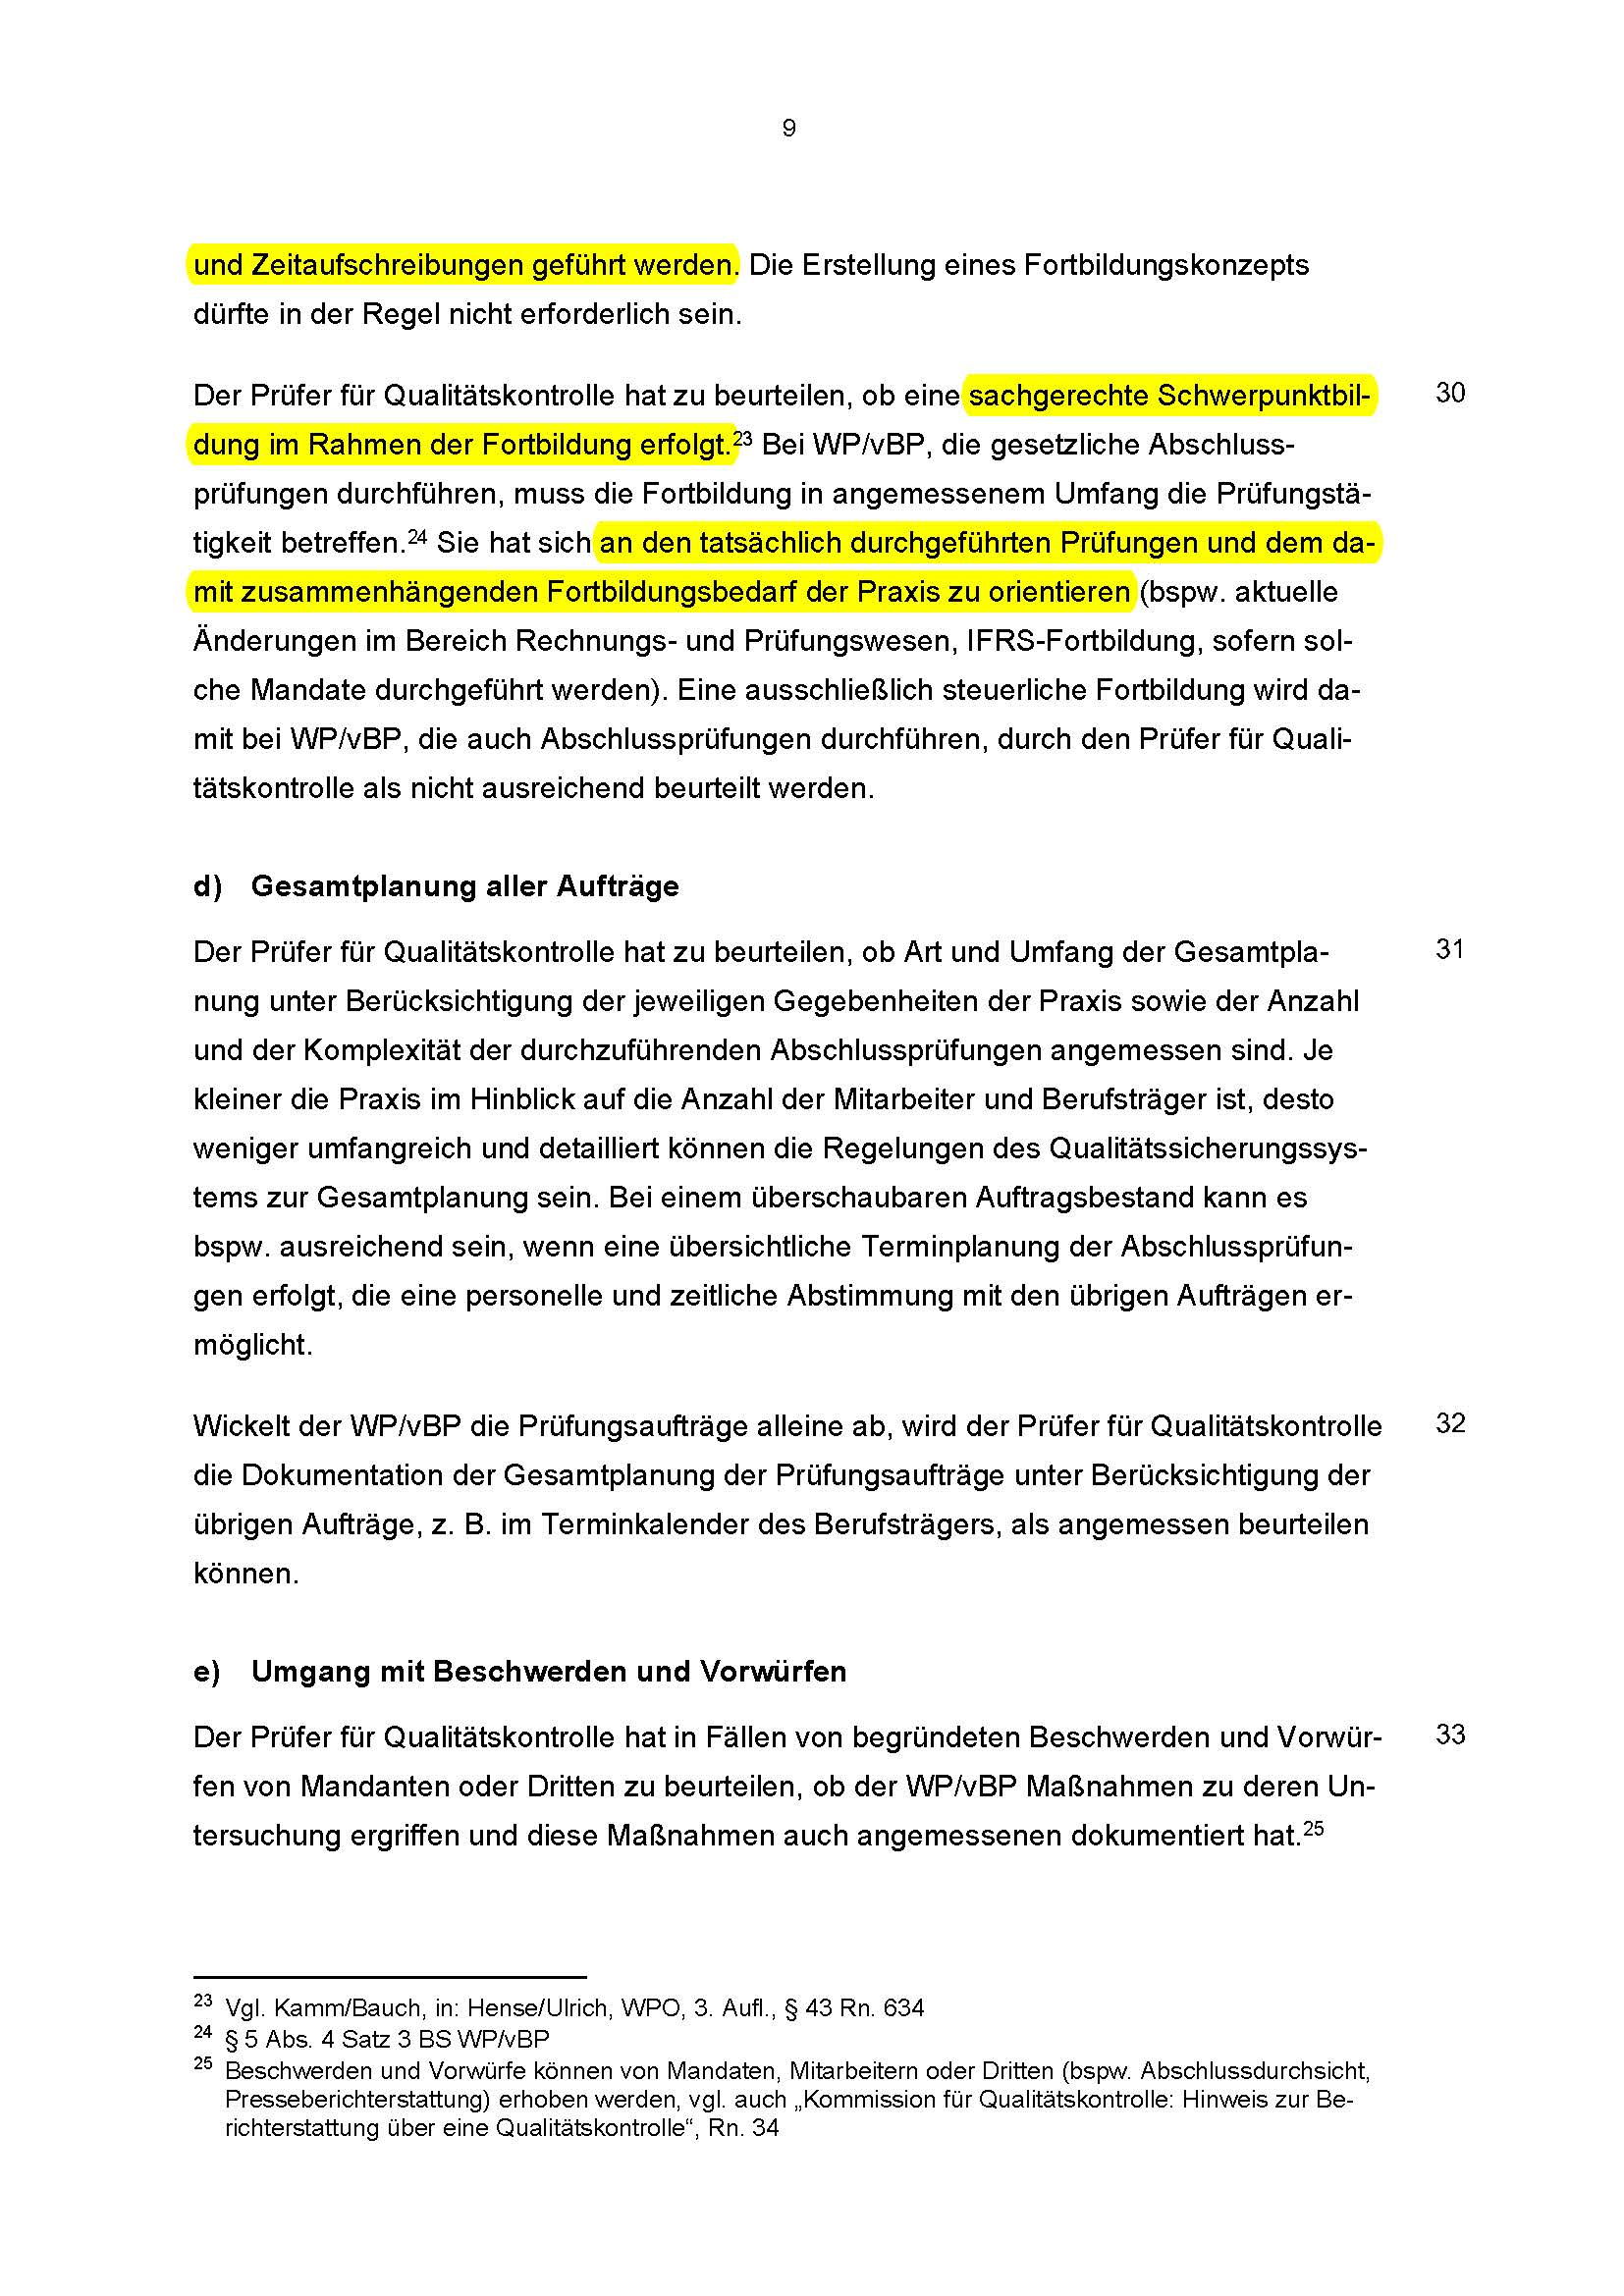 9
und Zeitaufschreibungen geführt werden. Die Erstellung eines Fortbildungskonzepts
dürfte in der Regel nicht erforderlich sein.
Der Prüfer für Qualitätskontrolle hat zu beurteilen, ob eine sachgerechte Schwerpunktbil- 30
dung im Rahmen der Fortbildung erfolgt.²³ Bei WP/vBP, die gesetzliche Abschluss-
prüfungen durchführen, muss die Fortbildung in angemessenem Umfang die Prüfungstä-
tigkeit betreffen.²⁴ Sie hat sich an den tatsächlich durchgeführten Prüfungen und dem da-
mit zusammenhängenden Fortbildungsbedarf der Praxis zu orientieren (bspw. aktuelle
Änderungen im Bereich Rechnungs- und Prüfungswesen, IFRS-Fortbildung, sofern sol-
che Mandate durchgeführt werden). Eine ausschließlich steuerliche Fortbildung wird da-
mit bei WP/vBP, die auch Abschlussprüfungen durchführen, durch den Prüfer für Quali-
tätskontrolle als nicht ausreichend beurteilt werden.
d) Gesamtplanung aller Aufträge
Der Prüfer für Qualitätskontrolle hat zu beurteilen, ob Art und Umfang der Gesamtpla- 31
nung unter Berücksichtigung der jeweiligen Gegebenheiten der Praxis sowie der Anzahl
und der Komplexität der durchzuführenden Abschlussprüfungen angemessen sind. Je
kleiner die Praxis im Hinblick auf die Anzahl der Mitarbeiter und Berufsträger ist, desto
weniger umfangreich und detailliert können die Regelungen des Qualitätssicherungssys-
tems zur Gesamtplanung sein. Bei einem überschaubaren Auftragsbestand kann es
bspw. ausreichend sein, wenn eine übersichtliche Terminplanung der Abschlussprüfun-
gen erfolgt, die eine personelle und zeitliche Abstimmung mit den übrigen Aufträgen er-
möglicht.
Wickelt der WP/vBP die Prüfungsaufträge alleine ab, wird der Prüfer für Qualitätskontrolle 32
die Dokumentation der Gesamtplanung der Prüfungsaufträge unter Berücksichtigung der
übrigen Aufträge, z. B. im Terminkalender des Berufsträgers, als angemessen beurteilen
können.
e) Umgang mit Beschwerden und Vorwürfen
Der Prüfer für Qualitätskontrolle hat in Fällen von begründeten Beschwerden und Vorwür- 33
fen von Mandanten oder Dritten zu beurteilen, ob der WP/vBP Maßnahmen zu deren Un-
tersuchung ergriffen und diese Maßnahmen auch angemessenen dokumentiert hat.²⁵
²³ Vgl. Kamm/Bauch, in: Hense/Ulrich, WPO, 3. Aufl., § 43 Rn. 634
²⁴ § 5 Abs. 4 Satz 3 BS WP/vBP
²⁵ Beschwerden und Vorwürfe können von Mandaten, Mitarbeitern oder Dritten (bspw. Abschlussdurchsicht,
Presseberichterstattung) erhoben werden, vgl. auch „Kommission für Qualitätskontrolle: Hinweis zur Be-
richterstattung über eine Qualitätskontrolle“, Rn. 34